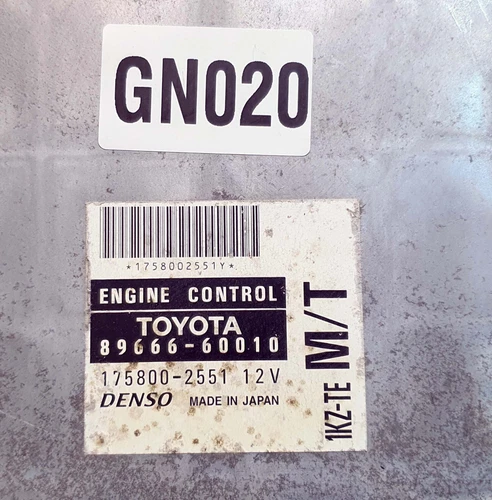 GN020
*1758002551Y*
ENGINE CONTROL
TOYOTA
89666-60010
175800-2551 12V
DENSO MADE IN JAPAN
1KZ-TE M/T